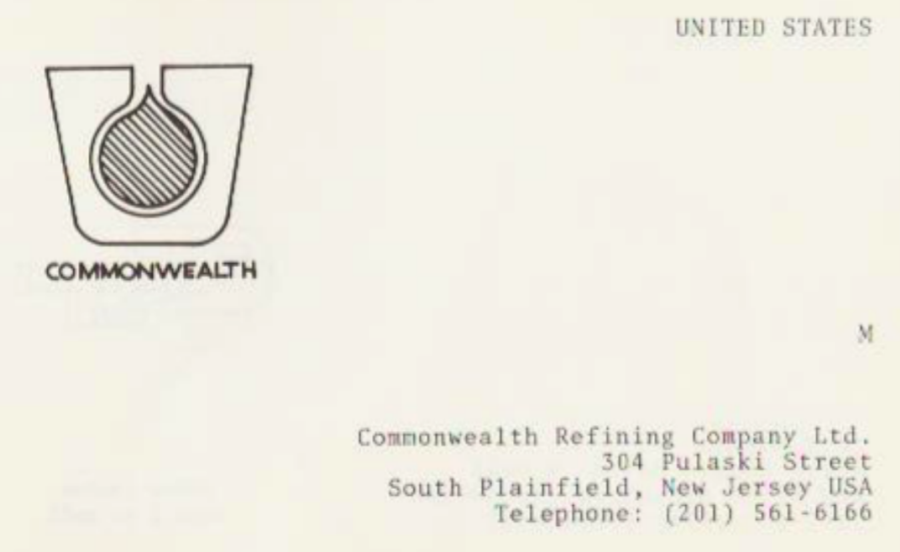 UNITED STATES
COMMONWEALTH
M
Commonwealth Refining Company Ltd.
304 Pulaski Street
South Plainfield, New Jersey USA
Telephone: (201) 561-6166